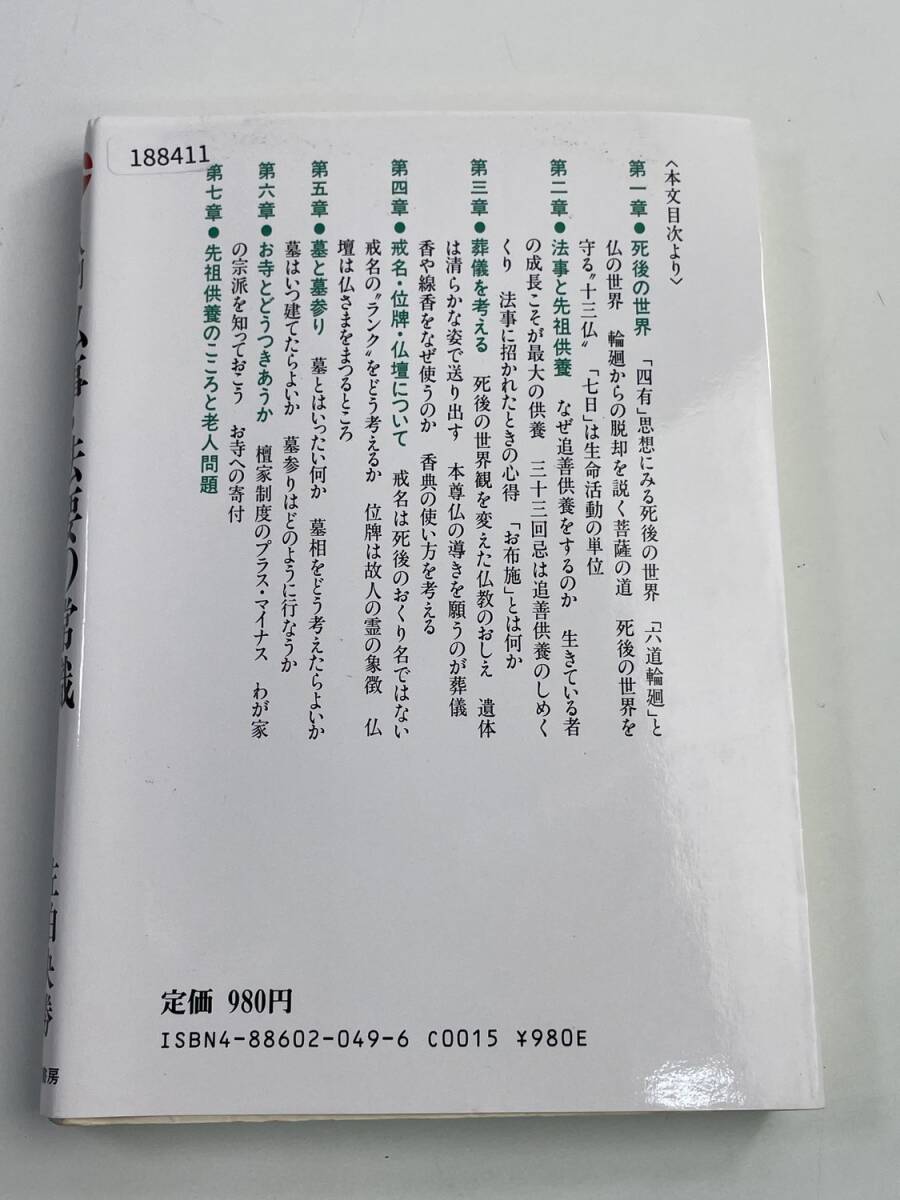 188411
〈本文目次より〉
第一章●死後の世界 「四有」思想にみる死後の世界 「六道輪廻」と
仏の世界 輪廻からの脱却を説く菩薩の道 死後の世界を
守る〝十三仏〟 「七日」は生命活動の単位
第二章●法事と先祖供養 なぜ追善供養をするのか 生きている者
の成長こそが最大の供養 三十三回忌は追善供養のしめく
くり 法事に招かれたときの心得 「お布施」とは何か
第三章●葬儀を考える 死後の世界観を変えた仏教のおしえ 遺体
は清らかな姿で送り出す 本尊仏の導きを願うのが葬儀
香や線香をなぜ使うのか 香典の使い方を考える
第四章●戒名・位牌・仏壇について 戒名は死後のおくり名ではない
戒名の〝ランク〟をどう考えるか 位牌は故人の霊の象徴 仏
壇は仏さまをまつるところ
第五章●墓と墓参り 墓とはいったい何か 墓相をどう考えたらよいか
墓はいつ建てたらよいか 墓参りはどのように行なうか
第六章●お寺とどうつきあうか 檀家制度のプラス・マイナス わが家
の宗派を知っておこう お寺への寄付
第七章●先祖供養のこころと老人問題
定価 980円
ISBN4-88602-049-6 C0015 ¥980E
の常識
書房